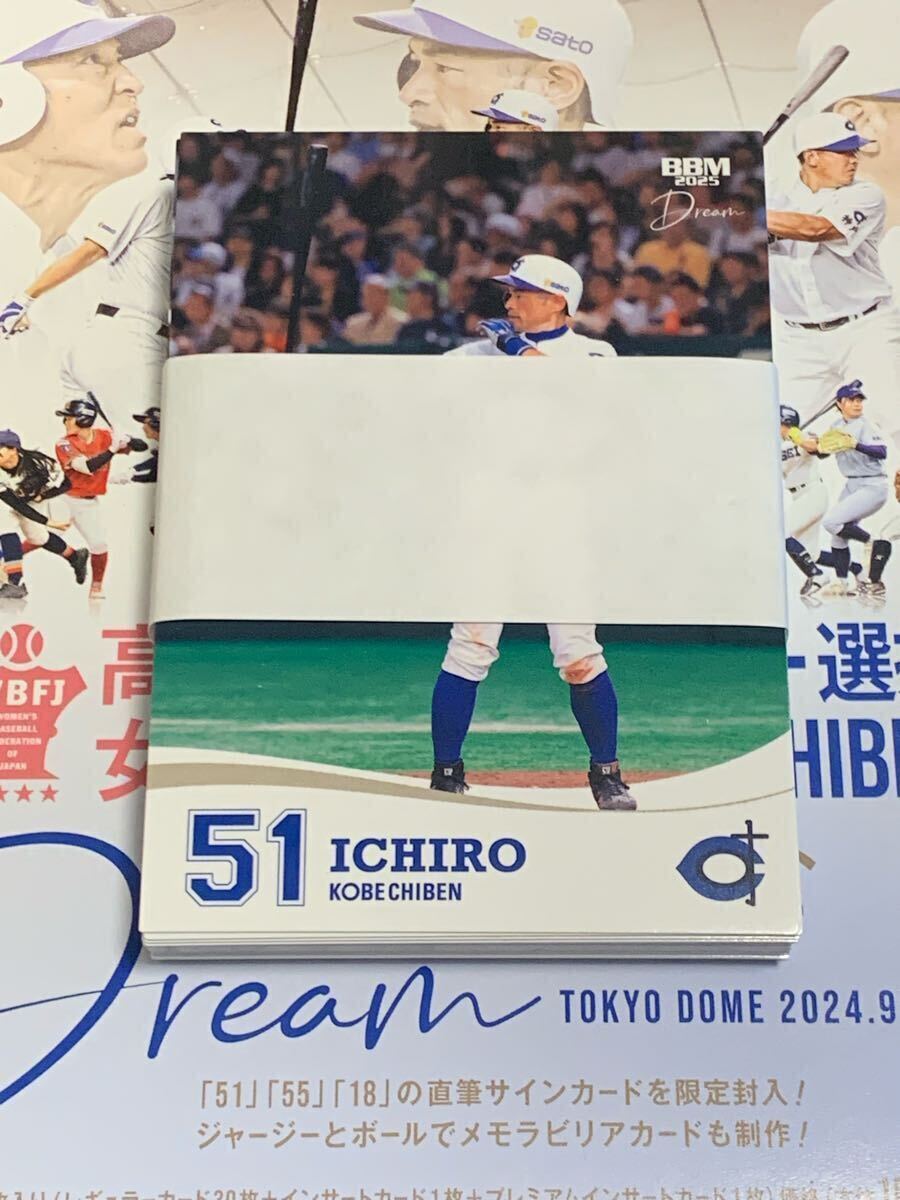 sato
BBM
2025
Dream
sato
SEI
WOMEN'S
BASEBALL
OF
JAPAN
高
女
選
51 ICHIRO
KOBE CHIBEN
Dream TOKYO DOME 2024.9
「51」「55」「18」の直筆サインカードを限定封入!
ジャージーとボールでメモラビリアカードも制作!